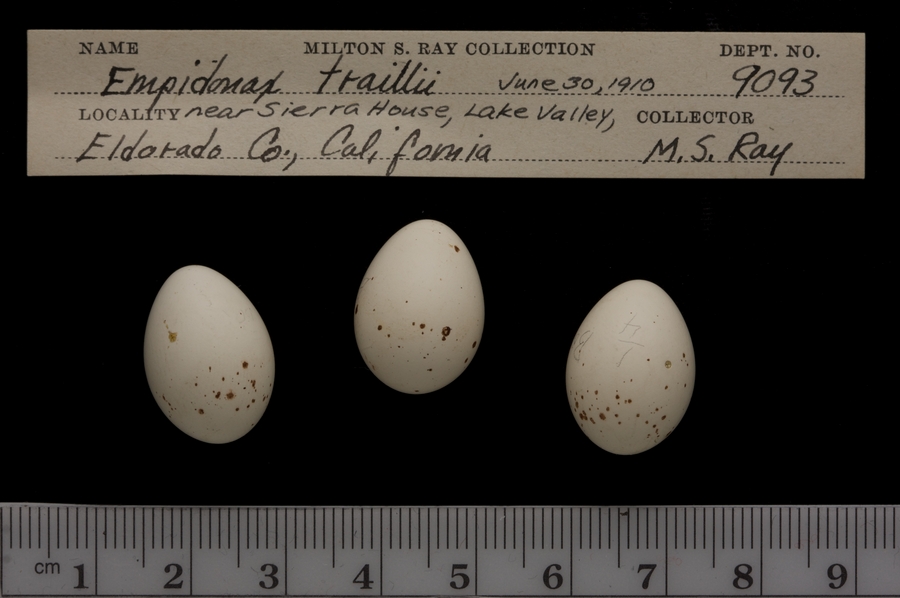 NAME MILTON S. RAY COLLECTION DEPT. NO.
Empidonax traillii June 30, 1910 9093
LOCALITY near Sierra House, Lake Valley, COLLECTOR
Eldorado Co., California M.S. Ray
cm 1 2 3 4 5 6 7 8 9